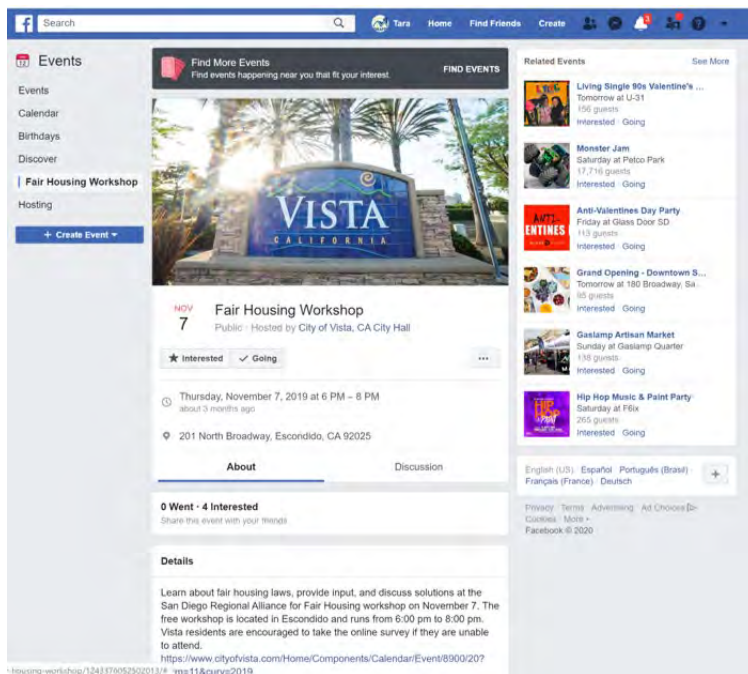 Search
Tara
Home
Find Friends
Create
3
Events
Events
Calendar
Birthdays
Discover
Fair Housing Workshop
Hosting
+ Create Event
Find More Events
Find events happening near you that fit your interest.
FIND EVENTS
VISTA
CALIFORNIA
NOV
7
Fair Housing Workshop
Public · Hosted by City of Vista, CA City Hall
Interested
Going
...
Thursday, November 7, 2019 at 6 PM – 8 PM
about 3 months ago
201 North Broadway, Escondido, CA 92025
About
Discussion
0 Went · 4 Interested
Share this event with your friends
Details
Learn about fair housing laws, provide input, and discuss solutions at the
San Diego Regional Alliance for Fair Housing workshop on November 7. The
free workshop is located in Escondido and runs from 6:00 pm to 8:00 pm.
Vista residents are encouraged to take the online survey if they are unable
to attend.
https://www.cityofvista.com/Home/Components/Calendar/Event/8900/20?
m=11&curv=2019
Related Events
See More
Living Single 90s Valentine's ...
Tomorrow at U-31
156 guests
Interested · Going
Monster Jam
Saturday at Petco Park
17,716 guests
Interested · Going
ANTI-
ENTINES
Anti-Valentines Day Party
Friday at Glass Door SD
113 guests
Interested · Going
Grand Opening - Downtown S...
Tomorrow at 180 Broadway, Sa..
95 guests
Interested · Going
Gaslamp Artisan Market
Sunday at Gaslamp Quarter
138 guests
Interested · Going
HIP
HOP
Hip Hop Music & Paint Party
Saturday at F6ix
265 guests
Interested · Going
English (US) · Español · Português (Brasil) ·
Français (France) · Deutsch
+
Privacy · Terms · Advertising · Ad Choices
Cookies · More
Facebook © 2020